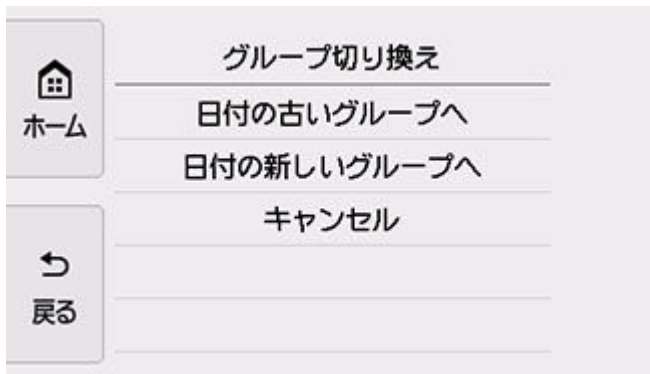 グループ切り換え
ホーム
日付の古いグループへ
日付の新しいグループへ
キャンセル
戻る